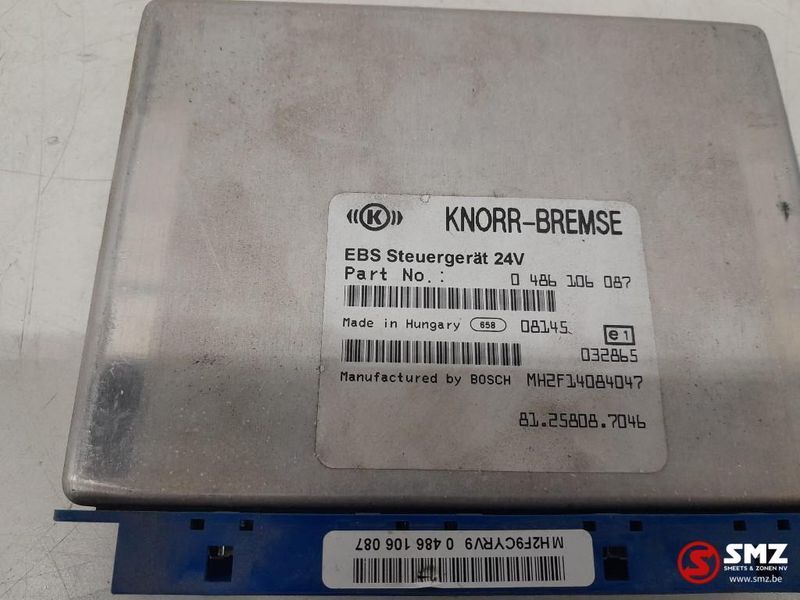 K KNORR-BREMSE
EBS Steuergerät 24V
Part No.: 0 486 106 087
Made in Hungary 658 08145 e1
032865
Manufactured by BOSCH MH2F14084047
81.25808.7046
MH2F9CYRV9 0 486 106 087
SMZ
SMEETS & ZONEN NV
www.smz.be